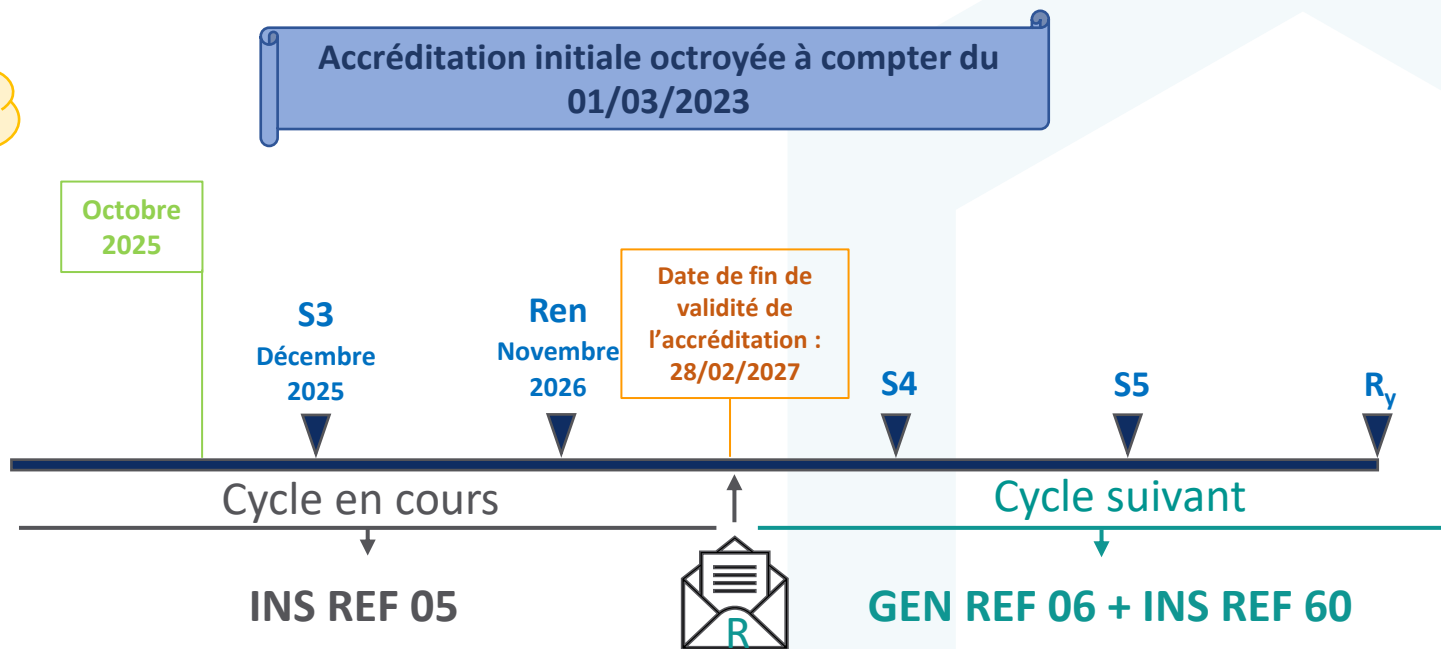 Accréditation initiale octroyée à compter du
01/03/2023
Octobre
2025
S3
Décembre
2025
Ren
Novembre
2026
Date de fin de
validité de
l'accréditation :
28/02/2027
S4
S5
Ry
Cycle en cours
Cycle suivant
INS REF 05
R
GEN REF 06 + INS REF 60